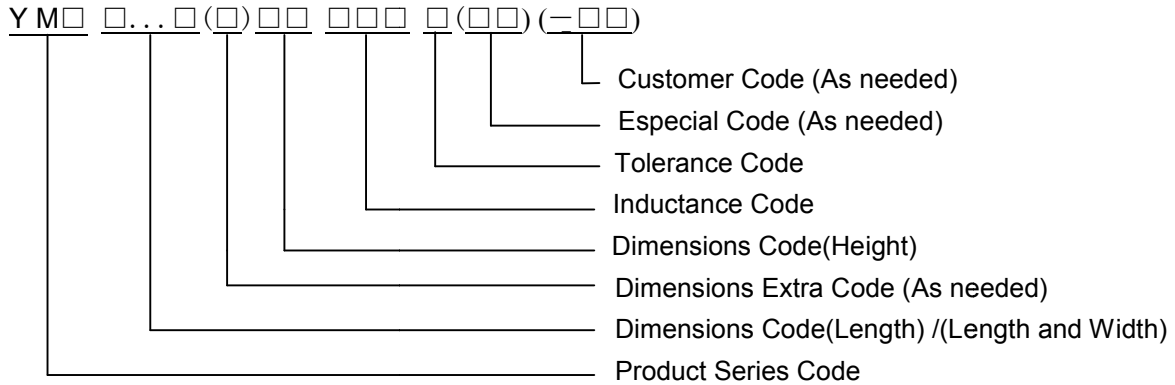 YM□ □...□(□)□□ □□□ □(□□)(-□□)
Customer Code (As needed)
Especial Code (As needed)
Tolerance Code
Inductance Code
Dimensions Code(Height)
Dimensions Extra Code (As needed)
Dimensions Code(Length) /(Length and Width)
Product Series Code